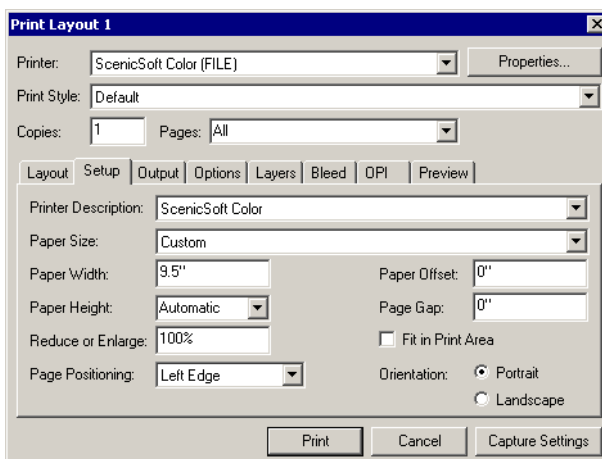 Print Layout 1
Printer: ScenicSoft Color (FILE) Properties...
Print Style: Default
Copies: 1 Pages: All
Layout Setup Output Options Layers Bleed OPI Preview
Printer Description: ScenicSoft Color
Paper Size: Custom
Paper Width: 9.5" Paper Offset: 0"
Paper Height: Automatic Page Gap: 0"
Reduce or Enlarge: 100% Fit in Print Area
Page Positioning: Left Edge Orientation: Portrait
Landscape
Print Cancel Capture Settings